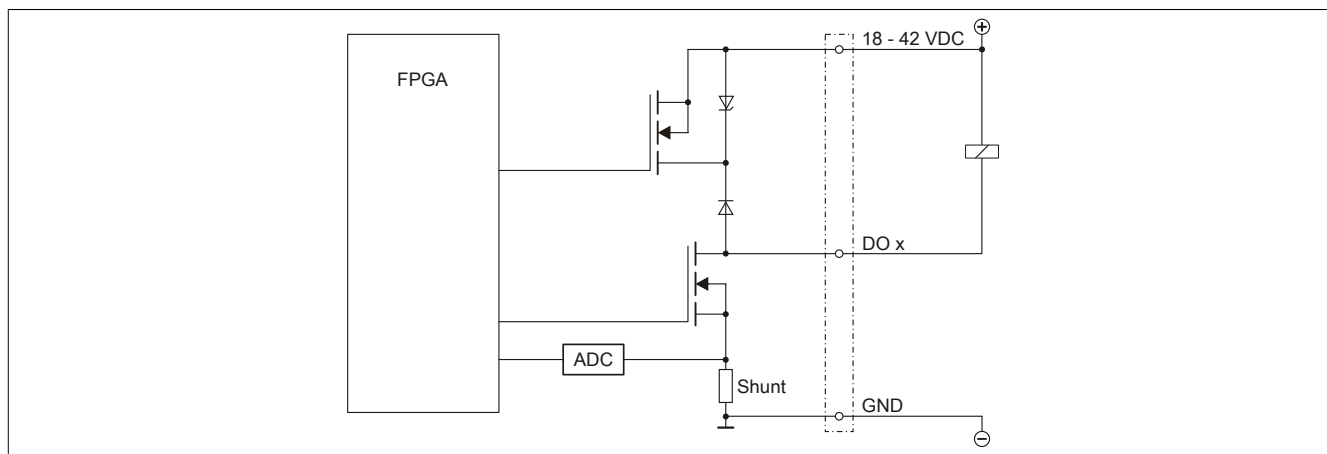 FPGA
18 - 42 VDC
DO x
ADC
Shunt
GND